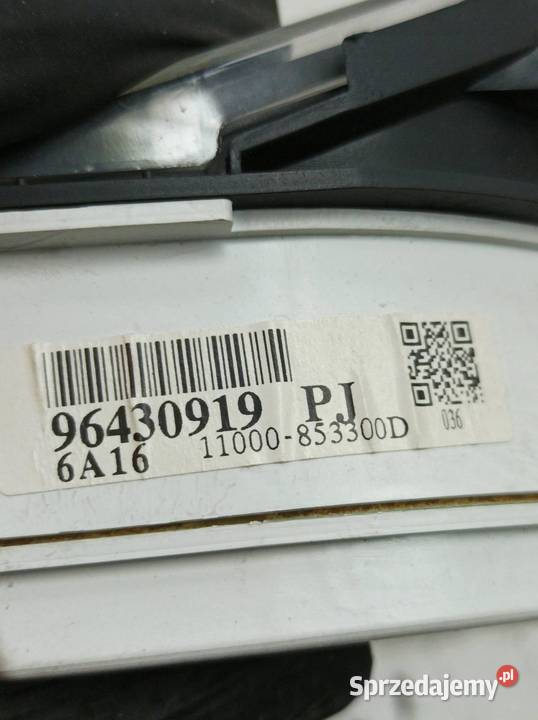 96430919 PJ
6A16 11000-853300D
036
Sprzedajemy.pl